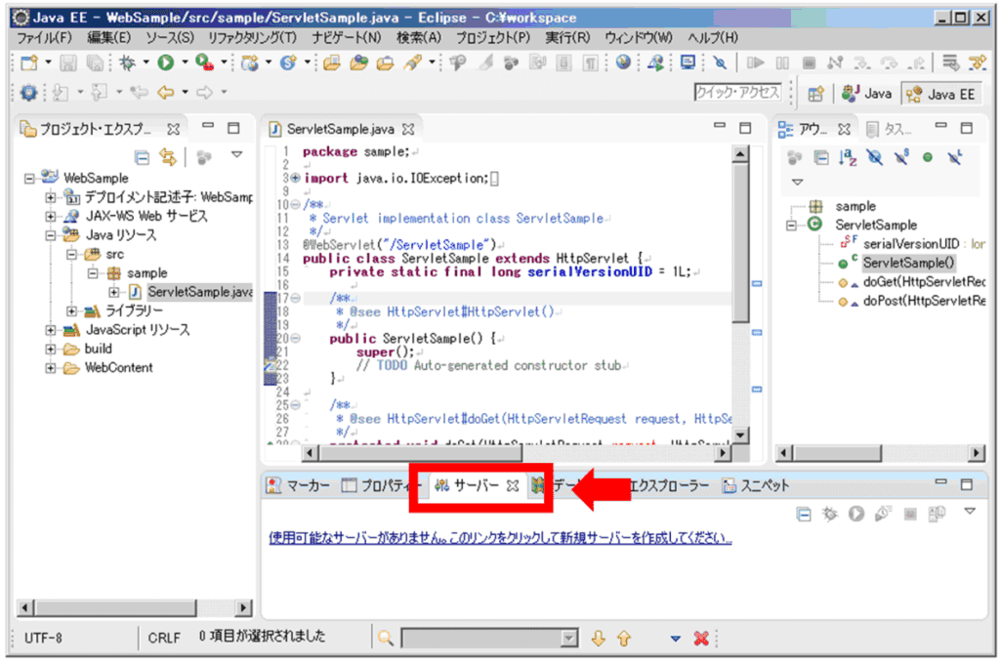 Java EE - WebSample/src/sample/ServletSample.java - Eclipse - C:¥workspace
ファイル(F) 編集(E) ソース(S) リファクタリング(T) ナビゲート(N) 検索(A) プロジェクト(P) 実行(R) ウィンドウ(W) ヘルプ(H)
クイック・アクセス Java Java EE
プロジェクト・エクスプ...
WebSample
デプロイメント記述子: WebSamp
JAX-WS Web サービス
Java リソース
src
sample
ServletSample.java
ライブラリー
JavaScript リソース
build
WebContent
ServletSample.java
1 package sample;
2
3 import java.io.IOException;
9
10 /**
11 * Servlet implementation class ServletSample
12 */
13 @WebServlet("/ServletSample")
14 public class ServletSample extends HttpServlet {
15 private static final long serialVersionUID = 1L;
16
17 /**
18 * @see HttpServlet#HttpServlet()
19 */
20 public ServletSample() {
21 super();
22 // TODO Auto-generated constructor stub
23 }
24
25 /**
26 * @see HttpServlet#doGet(HttpServletRequest request, HttpSe
27 */
アウ... タス...
sample
ServletSample
serialVersionUID : lon
ServletSample()
doGet(HttpServletRec
doPost(HttpServletRe
マーカー プロパティ サーバー デー エクスプローラー スニペット
使用可能なサーバーがありません。このリンクをクリックして新規サーバーを作成してください...
UTF-8 CRLF 0 項目が選択されました